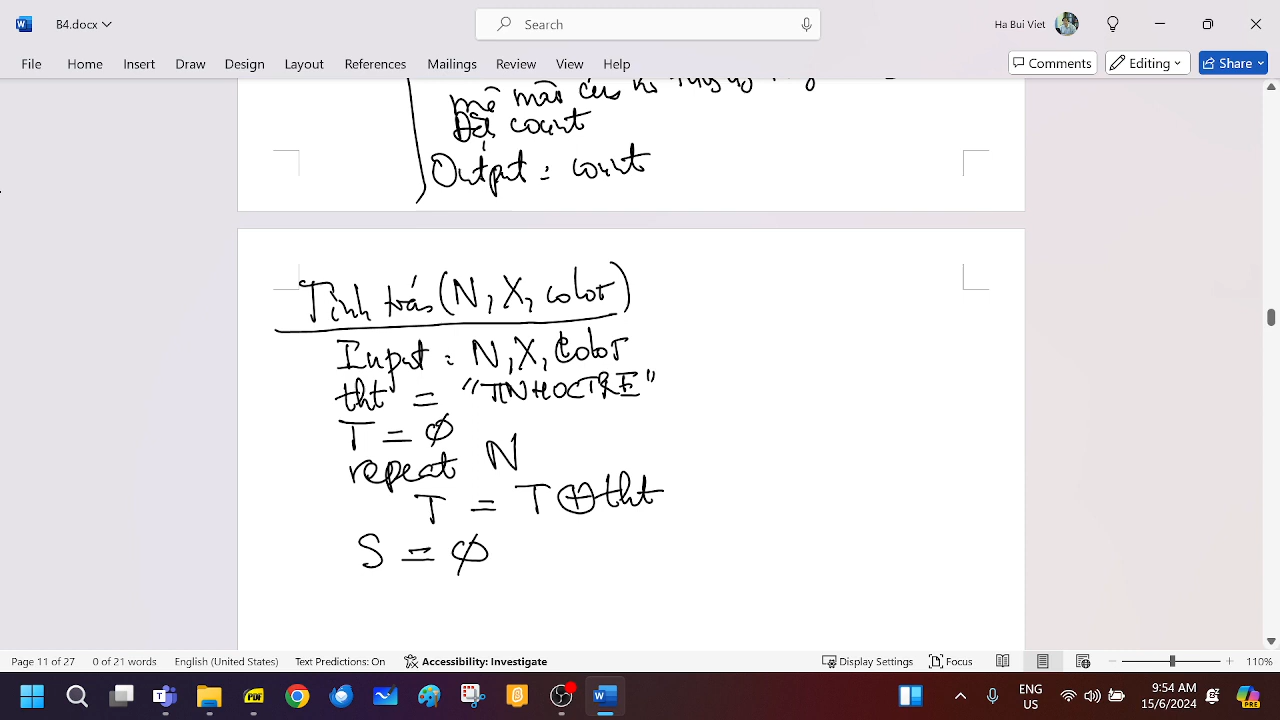 B4.docx
Search
Ha Bui Viet
File Home Insert Draw Design Layout References Mailings Review View Help
Comments Editing Share
count
Output = count
Tính trás (N, X, color)
Input : N, X, Color
tht = "TINHOCTRE"
T = ∅
repeat N
T = T ⊕ tht
S = ∅
Page 11 of 27 0 of 21 words English (United States) Text Predictions: On Accessibility: Investigate Display Settings Focus 110%
ENG US
9:54 AM
15/6/2024
PRE